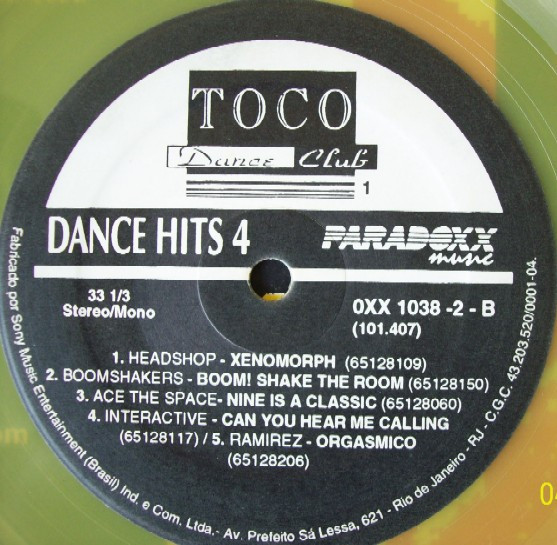 TOCO
Dance Club
1
DANCE HITS 4
PARADOXX
music
33 1/3
Stereo/Mono
0XX 1038 -2 - B
(101.407)
1. HEADSHOP - XENOMORPH (65128109)
2. BOOMSHAKERS - BOOM! SHAKE THE ROOM (65128150)
3. ACE THE SPACE- NINE IS A CLASSIC (65128060)
4. INTERACTIVE - CAN YOU HEAR ME CALLING
(65128117) / 5. RAMIREZ - ORGASMICO
(65128206)
Fabricado por Sony Music Entertainment (Brasil) Ind. e Com. Ltda.- Av. Prefeito Sá Lessa, 621 - Rio de Janeiro - RJ - C.G.C. 43.203.520/0001-04.